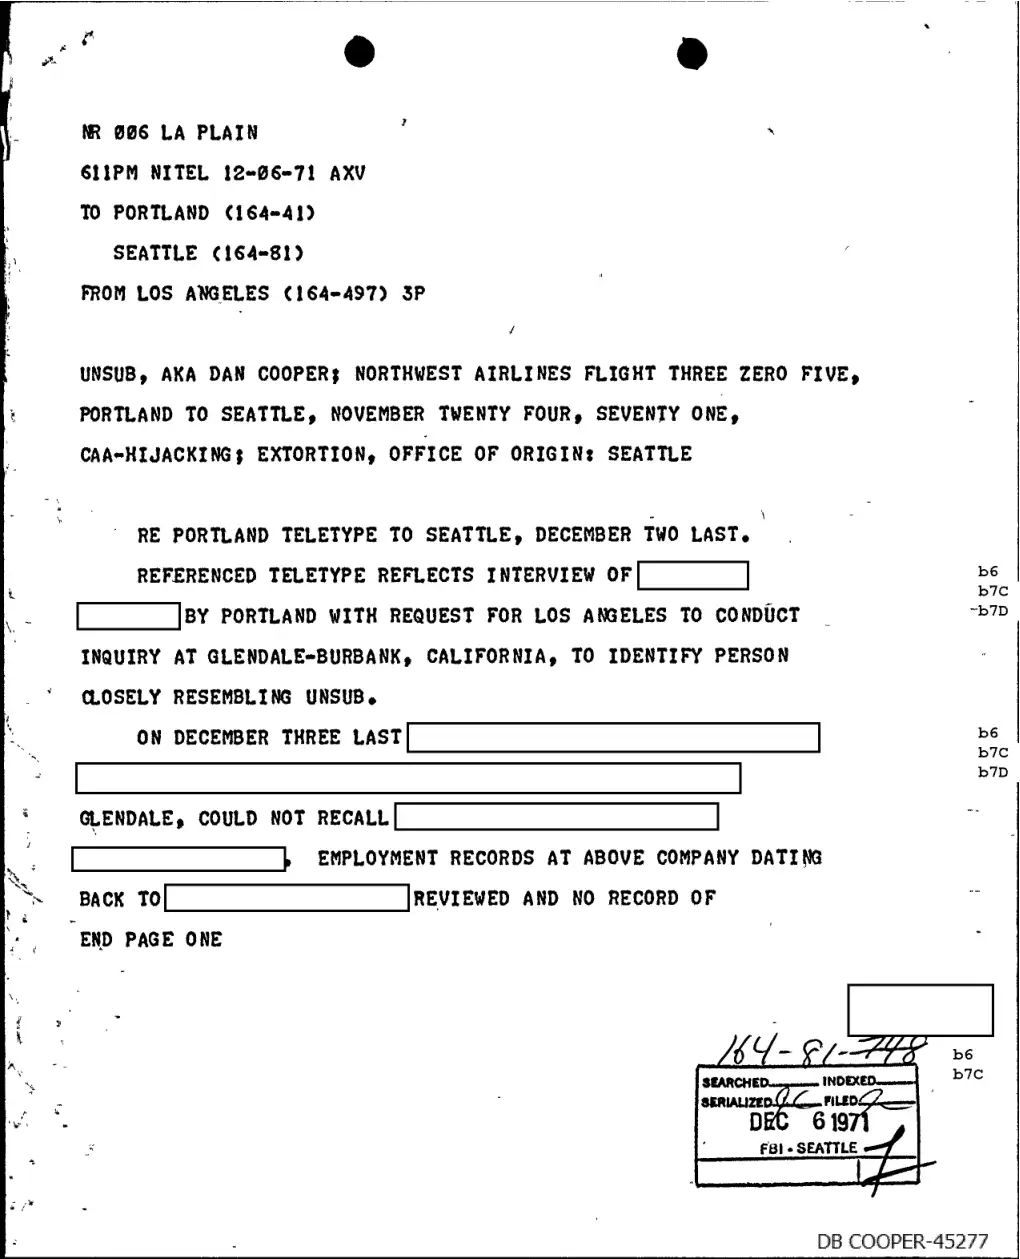 NR 006 LA PLAIN
611PM NITEL 12-06-71 AXV
TO PORTLAND (164-41)
SEATTLE (164-81)
FROM LOS ANGELES (164-497) 3P
UNSUB, AKA DAN COOPER; NORTHWEST AIRLINES FLIGHT THREE ZERO FIVE,
PORTLAND TO SEATTLE, NOVEMBER TWENTY FOUR, SEVENTY ONE,
CAA-HIJACKING; EXTORTION, OFFICE OF ORIGIN: SEATTLE
RE PORTLAND TELETYPE TO SEATTLE, DECEMBER TWO LAST.
REFERENCED TELETYPE REFLECTS INTERVIEW OF
b6
b7C
BY PORTLAND WITH REQUEST FOR LOS ANGELES TO CONDUCT
b7D
INQUIRY AT GLENDALE-BURBANK, CALIFORNIA, TO IDENTIFY PERSON
CLOSELY RESEMBLING UNSUB.
ON DECEMBER THREE LAST
b6
b7C
b7D
GLENDALE, COULD NOT RECALL
. EMPLOYMENT RECORDS AT ABOVE COMPANY DATING
BACK TO REVIEWED AND NO RECORD OF
END PAGE ONE
164-81-748
b6
b7C
SEARCHED INDEXED
SERIALIZED FILED
DEC 6 1971
FBI - SEATTLE
DB COOPER-45277